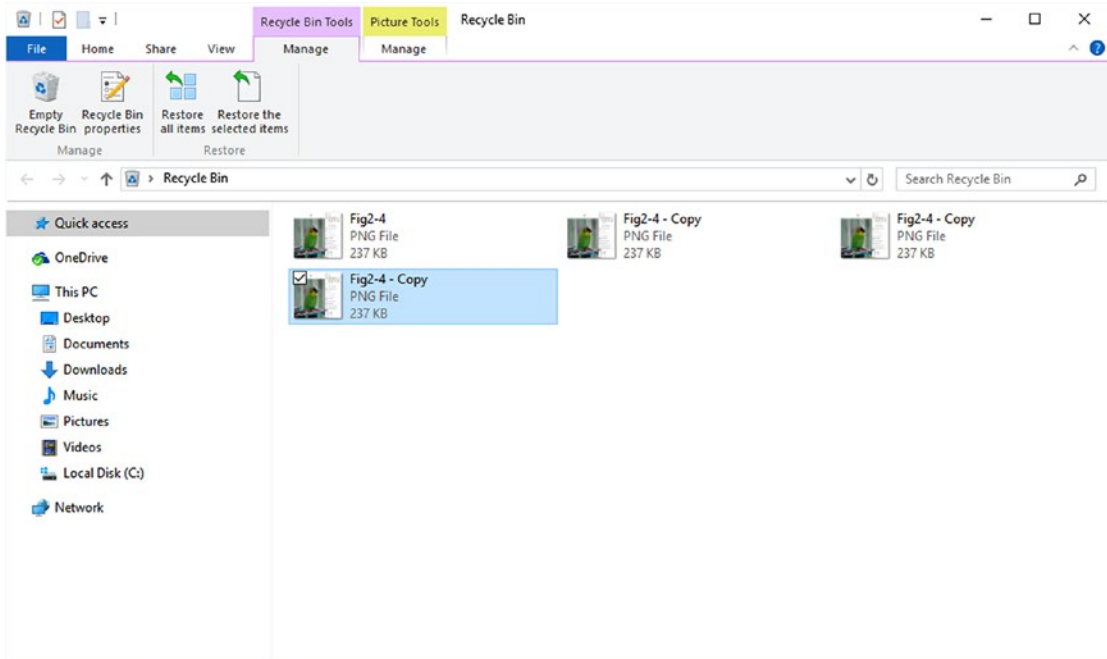 Recycle Bin Tools Picture Tools Recycle Bin
File Home Share View Manage Manage
Empty Recycle Bin Restore Restore the
Recycle Bin properties all items selected items
Manage Restore
Recycle Bin Search Recycle Bin
Quick access
OneDrive
This PC
Desktop
Documents
Downloads
Music
Pictures
Videos
Local Disk (C:)
Network
Fig2-4 Fig2-4 - Copy Fig2-4 - Copy
PNG File PNG File PNG File
237 KB 237 KB 237 KB
Fig2-4 - Copy
PNG File
237 KB